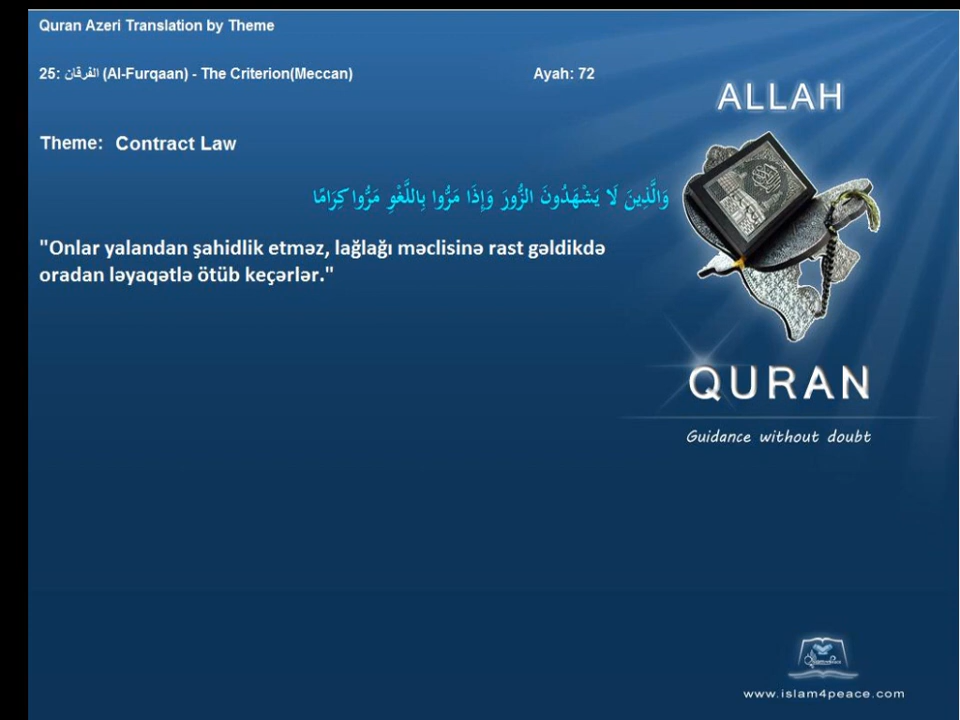 Quran Azeri Translation by Theme
25: الفرقان (Al-Furqaan) - The Criterion(Meccan) Ayah: 72
Theme: Contract Law
وَالَّذِينَ لَا يَشْهَدُونَ الزُّورَ وَإِذَا مَرُّوا بِاللَّغْوِ مَرُّوا كِرَامًا
"Onlar yalandan şahidlik etməz, lağlağı məclisinə rast gəldikdə
oradan ləyaqətlə ötüb keçərlər."
ALLAH
QURAN
Guidance without doubt
www.islam4peace.com